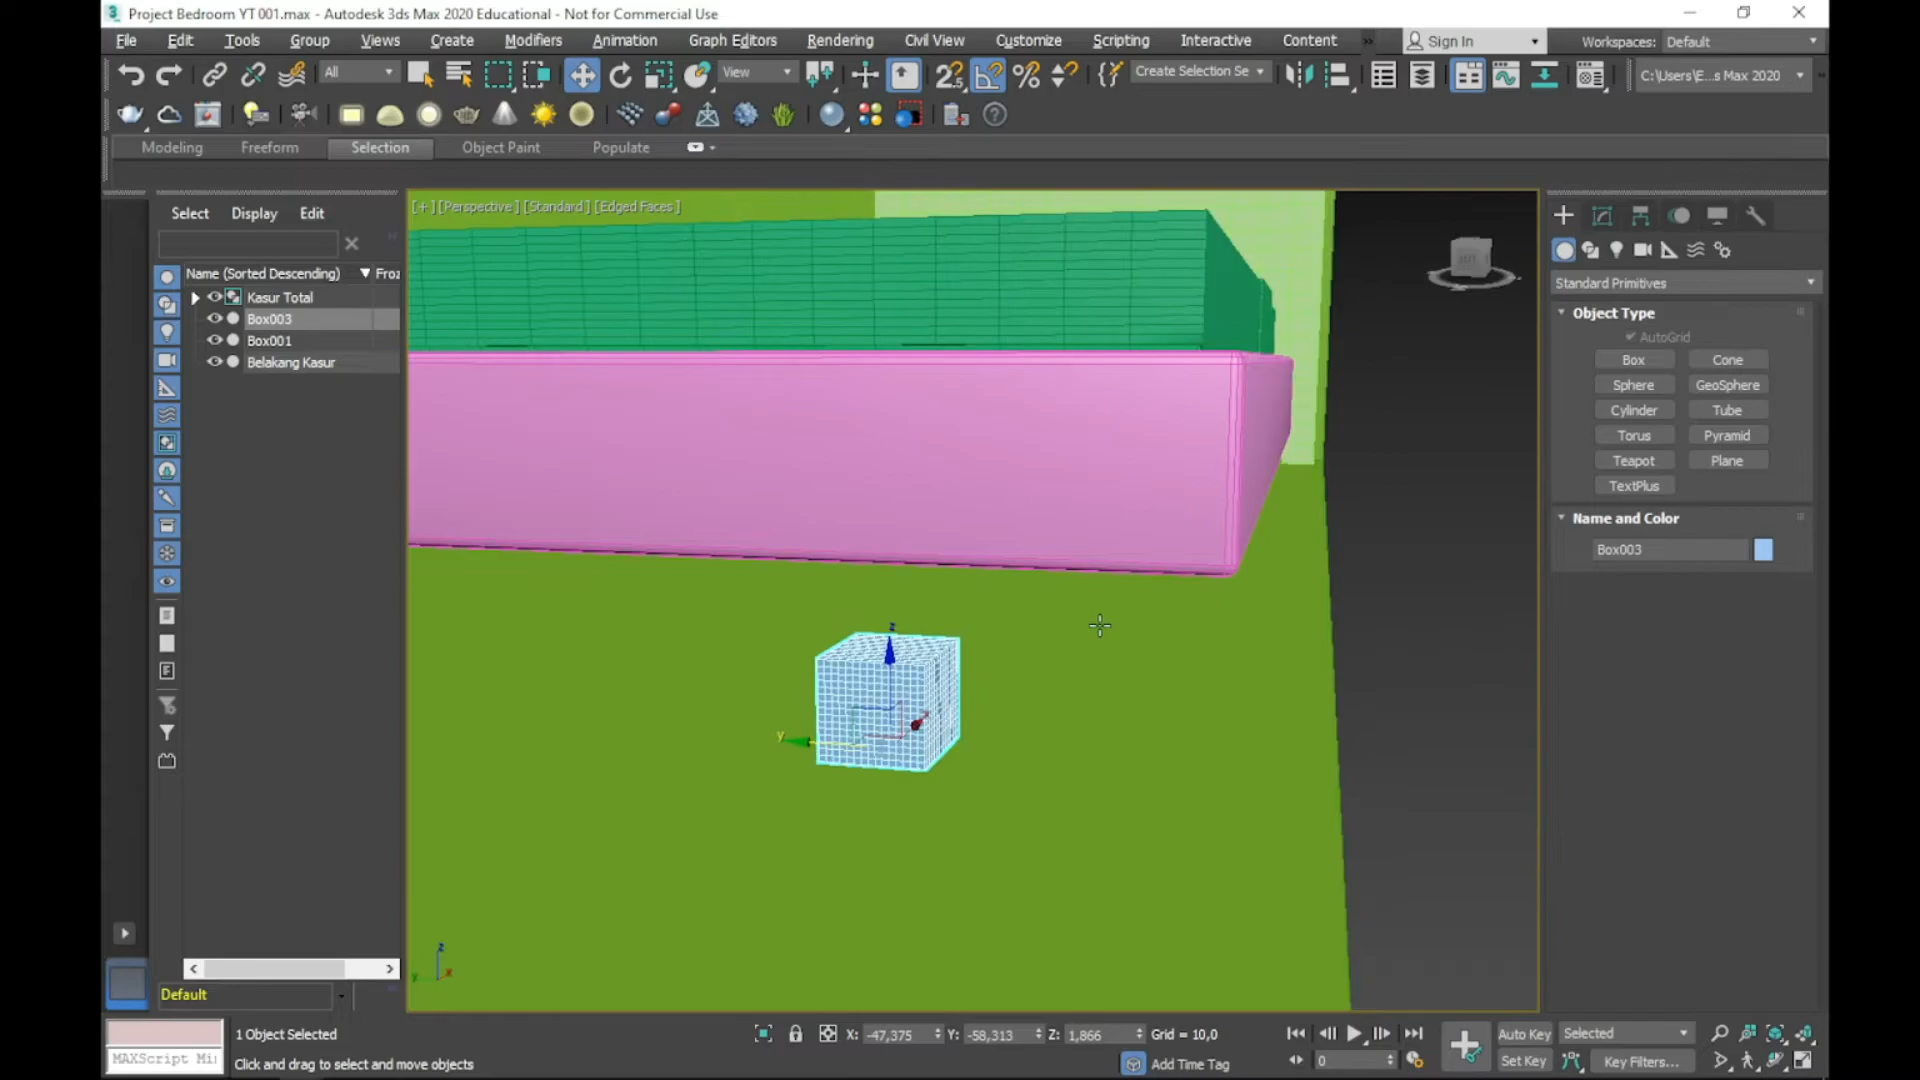 Project Bedroom YT 001.max - Autodesk 3ds Max 2020 Educational - Not for Commercial Use
File Edit Tools Group Views Create Modifiers Animation Graph Editors Rendering Civil View Customize Scripting Interactive Content » Sign In Workspaces: Default
All View Create Selection Se C:\Users\E...s Max 2020
Modeling Freeform Selection Object Paint Populate
Select Display Edit
Name (Sorted Descending) Fro
Kasur Total
Box003
Box001
Belakang Kasur
[+] [Perspective] [Standard] [Edged Faces]
z
y
z
x
Standard Primitives
Object Type
AutoGrid
Box Cone
Sphere GeoSphere
Cylinder Tube
Torus Pyramid
Teapot Plane
TextPlus
Name and Color
Box003
Default
1 Object Selected X: -47,375 Y: -58,313 Z: 1,866 Grid = 10,0 Auto Key Selected
MAXScript Mi: Click and drag to select and move objects Add Time Tag 0 Set Key Key Filters...